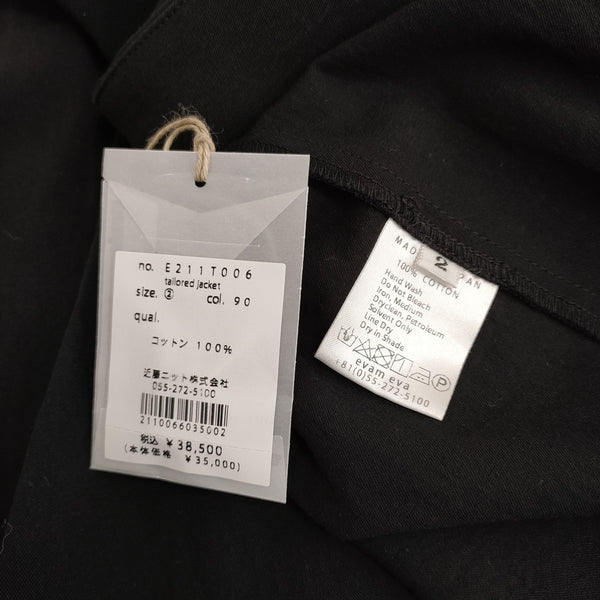 no. E211T006
tailored jacket
size. ② col. 90
qual.
コットン 100%
近藤ニット株式会社
055-272-5100
2110066035002
税込 ¥38,500
(本体価格 ¥35,000)
2
MAD PAN
100% COTTON
Hand Wash
Do Not Bleach
Iron, Medium
Dryclean, Petroleum
Solvent Only
Line Dry
Dry in Shade
evam eva
+81(0)55-272-5100